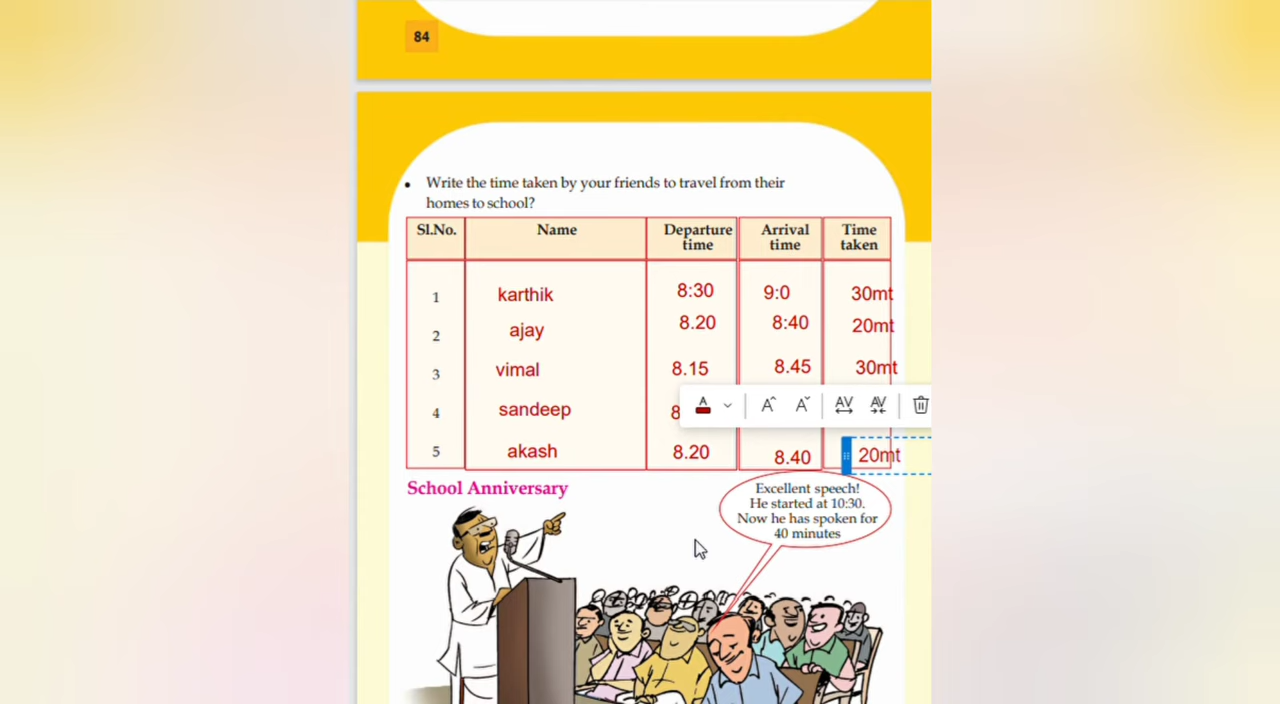 84
• Write the time taken by your friends to travel from their
homes to school?
Sl.No. Name Departure time Arrival time Time taken
1 karthik 8:30 9:0 30mt
2 ajay 8.20 8:40 20mt
3 vimal 8.15 8.45 30mt
4 sandeep 8
5 akash 8.20 8.40 20mt
School Anniversary
Excellent speech!
He started at 10:30.
Now he has spoken for
40 minutes